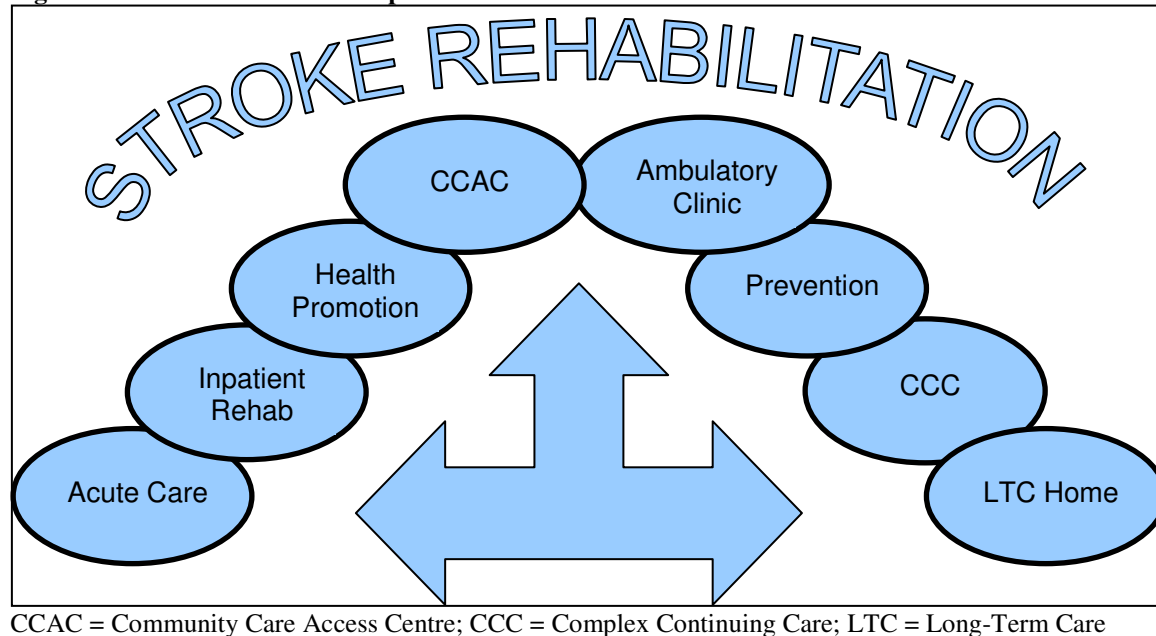 STROKE REHABILITATION
CCAC
Ambulatory
Clinic
Health
Promotion
Prevention
Inpatient
Rehab
CCC
Acute Care
LTC Home
CCAC = Community Care Access Centre; CCC = Complex Continuing Care; LTC = Long-Term Care